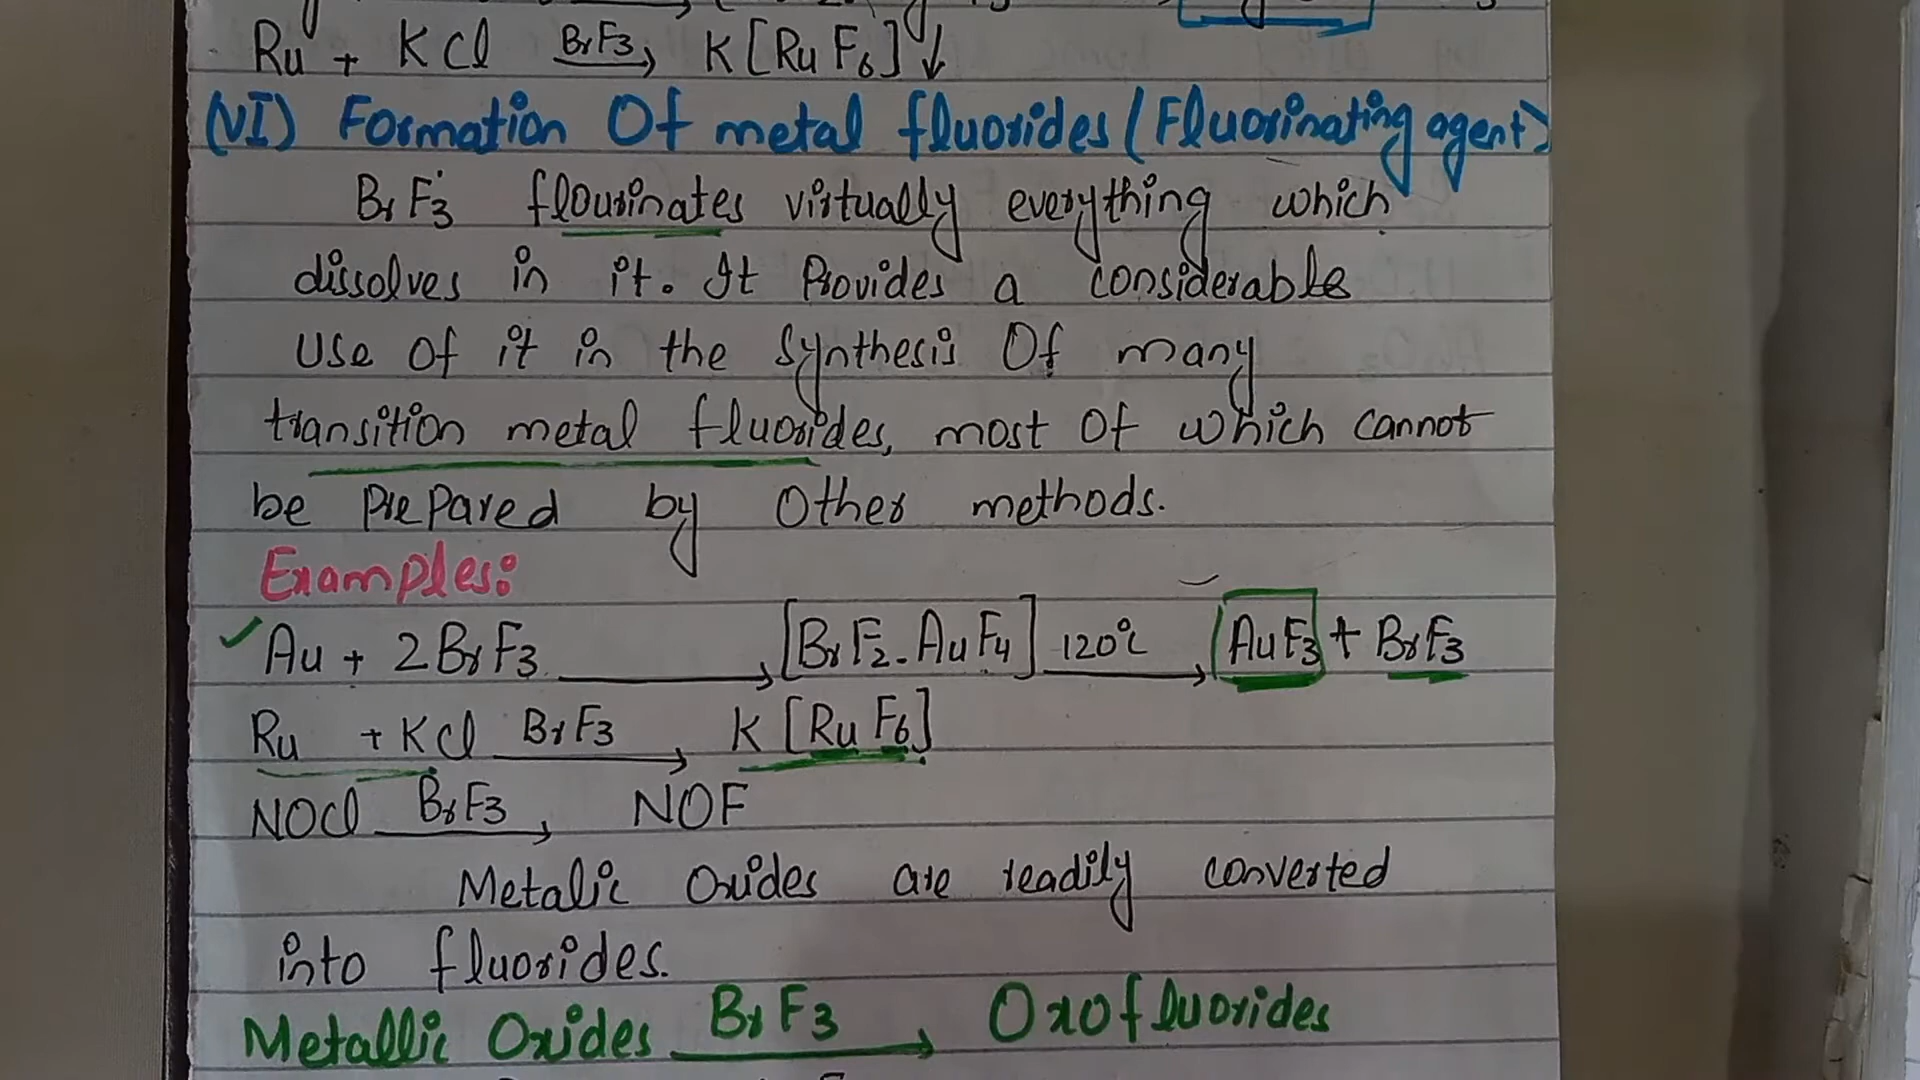 Ru + KCl BrF3 K[RuF6]↓
(VI) Formation Of metal fluorides (Fluorinating agent)
BrF3 flourinates virtually everything which
dissolves in it. It Provides a considerable
Use of it in the synthesis Of many
transition metal fluorides, most Of which cannot
be prepared by Other methods.
Examples:
✓ Au + 2BrF3 → [BrF2-AuF4] 120°C → AuF3 + BrF3
Ru + KCl BrF3 → K[RuF6]
NOCl BrF3 → NOF
Metalic Oxides are readily converted
into fluorides.
Metallic Oxides BrF3 → Oxofluorides